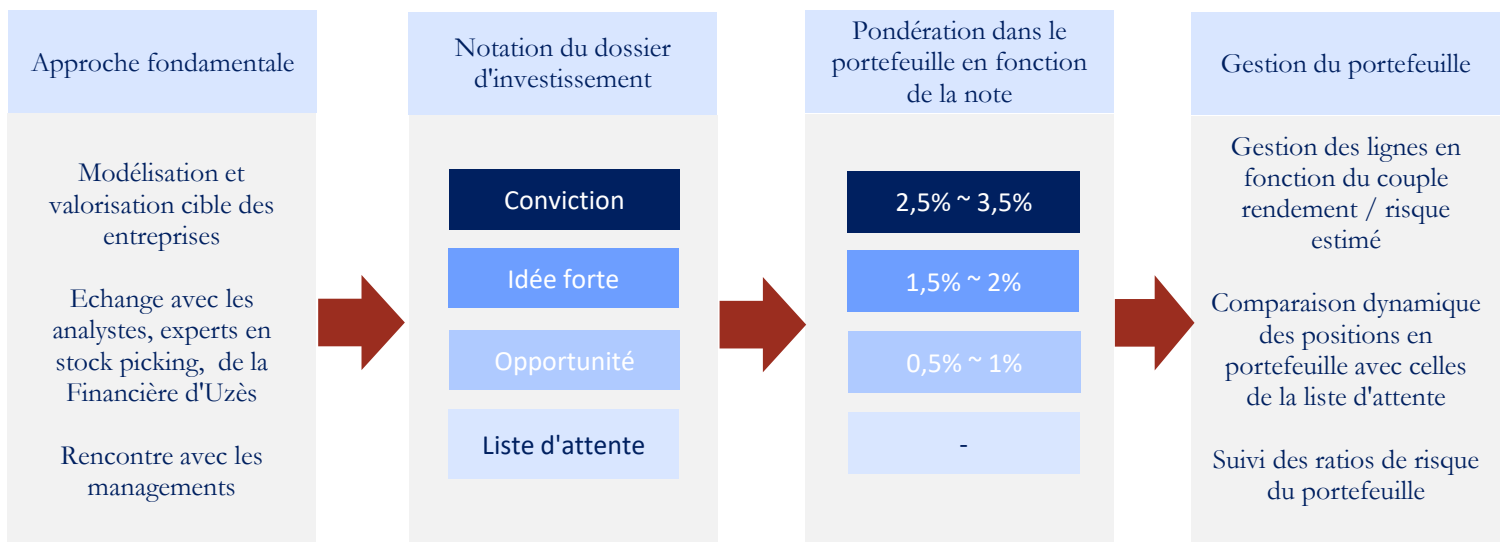 Approche fondamentale
Modélisation et
valorisation cible des
entreprises
Echange avec les
analystes, experts en
stock picking, de la
Financière d'Uzès
Rencontre avec les
managements
Notation du dossier
d'investissement
Conviction
Idée forte
Opportunité
Liste d'attente
Pondération dans le
portefeuille en fonction
de la note
2,5% ~ 3,5%
1,5% ~ 2%
0,5% ~ 1%
-
Gestion du portefeuille
Gestion des lignes en
fonction du couple
rendement / risque
estimé
Comparaison dynamique
des positions en
portefeuille avec celles
de la liste d'attente
Suivi des ratios de risque
du portefeuille